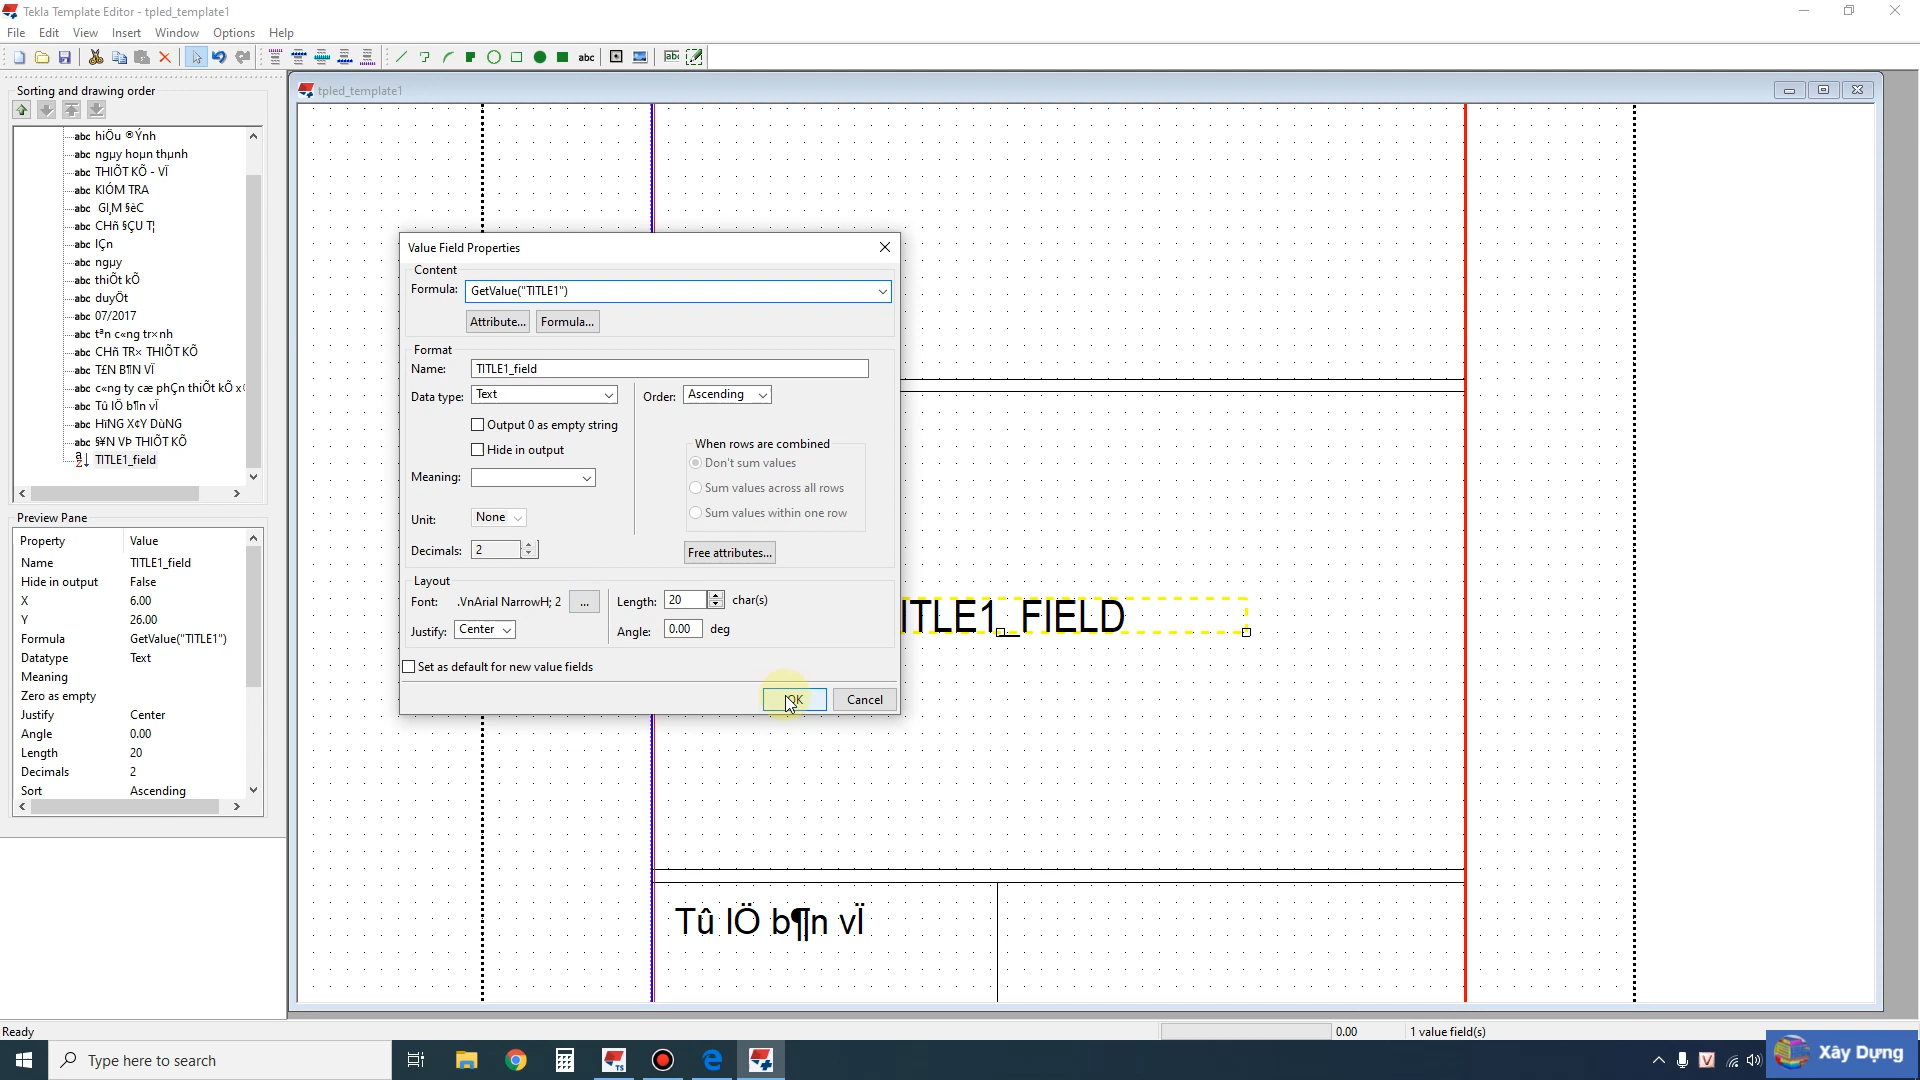 Tekla Template Editor - tpled_template1
File Edit View Insert Window Options Help
abc
abc
Sorting and drawing order
tpled_template1
abc hiÖu ®Ýnh
abc ngµy hoµn thµnh
abc THIÕT KÕ - VÏ
abc KIÓM TRA
abc GI¸M §èC
abc CHñ §ÇU T¦
abc lÇn
abc ngµy
abc thiÕt kÕ
abc duyÖt
abc 07/2017
abc tªn c«ng tr×nh
abc CHñ TR× THIÕT KÕ
abc T£N B¶N VÏ
abc c«ng ty cæ phÇn thiÕt kÕ x©
abc Tû lÖ b¶n vÏ
abc H¹NG X¢Y DùNG
abc §¥N VÞ THIÕT KÕ
TITLE1_field
Preview Pane
Property Value
Name TITLE1_field
Hide in output False
X 6.00
Y 26.00
Formula GetValue("TITLE1")
Datatype Text
Meaning
Zero as empty
Justify Center
Angle 0.00
Length 20
Decimals 2
Sort Ascending
Value Field Properties
Content
Formula: GetValue("TITLE1")
Attribute... Formula...
Format
Name: TITLE1_field
Data type: Text Order: Ascending
Output 0 as empty string
Hide in output
When rows are combined
Don't sum values
Meaning:
Sum values across all rows
Sum values within one row
Unit: None
Decimals: 2
Free attributes...
Layout
Font: .VnArial NarrowH; 2 ... Length: 20 char(s)
Justify: Center Angle: 0.00 deg
Set as default for new value fields
OK Cancel
ITLE1_FIELD
Tû lÖ b¶n vÏ
Ready 0.00 1 value field(s)
Type here to search
TS
V
Xây Dựng